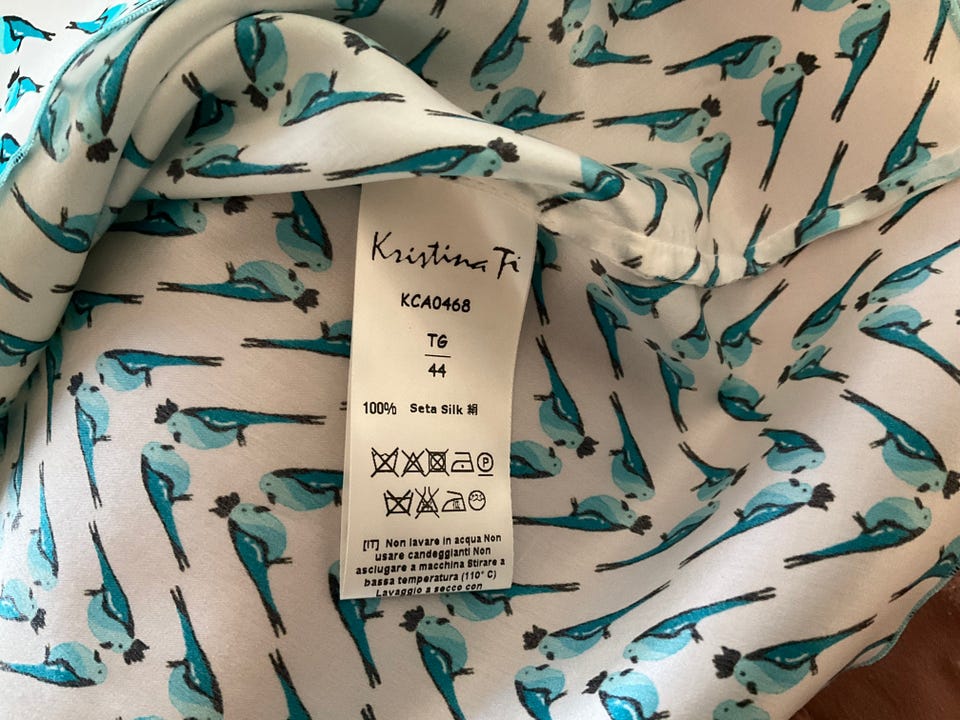 Kristina Ti
KCA0468
TG
44
100% Seta Silk 絹
P
[IT] Non lavare in acqua Non
usare candeggianti Non
asciugare a macchina Stirare a
bassa temperatura (110° C)
Lavaggio a secco con